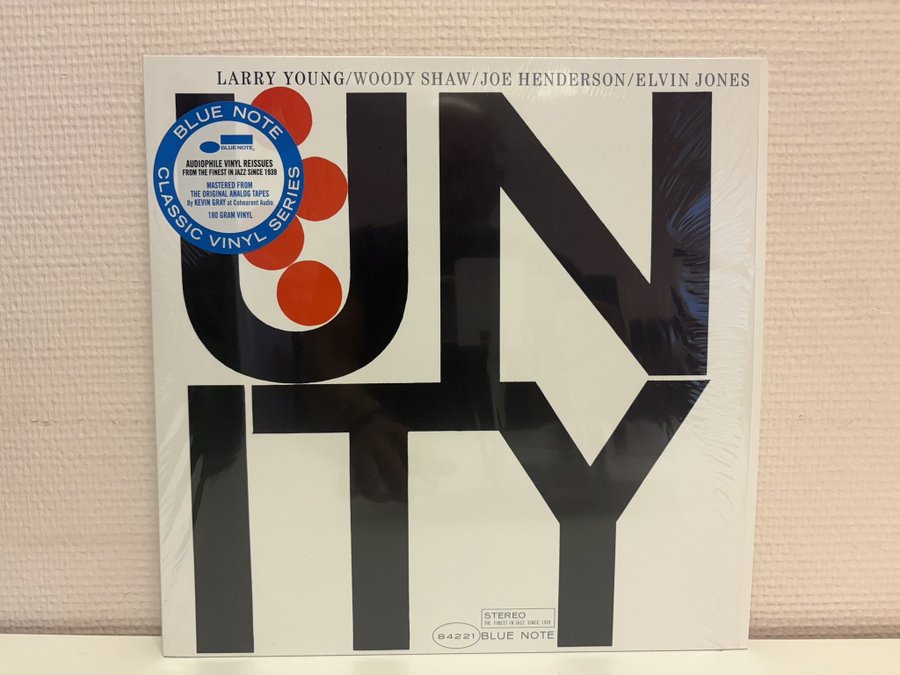 LARRY YOUNG/WOODY SHAW/JOE HENDERSON/ELVIN JONES
UN
ITY
BLUE NOTE
BLUE NOTE
AUDIOPHILE VINYL REISSUES
FROM THE FINEST IN JAZZ SINCE 1939
MASTERED FROM
THE ORIGINAL ANALOG TAPES
By KEVIN GRAY at Cohearent Audio
180 GRAM VINYL
CLASSIC VINYL SERIES
STEREO
THE FINEST IN JAZZ SINCE 1939
84221 BLUE NOTE